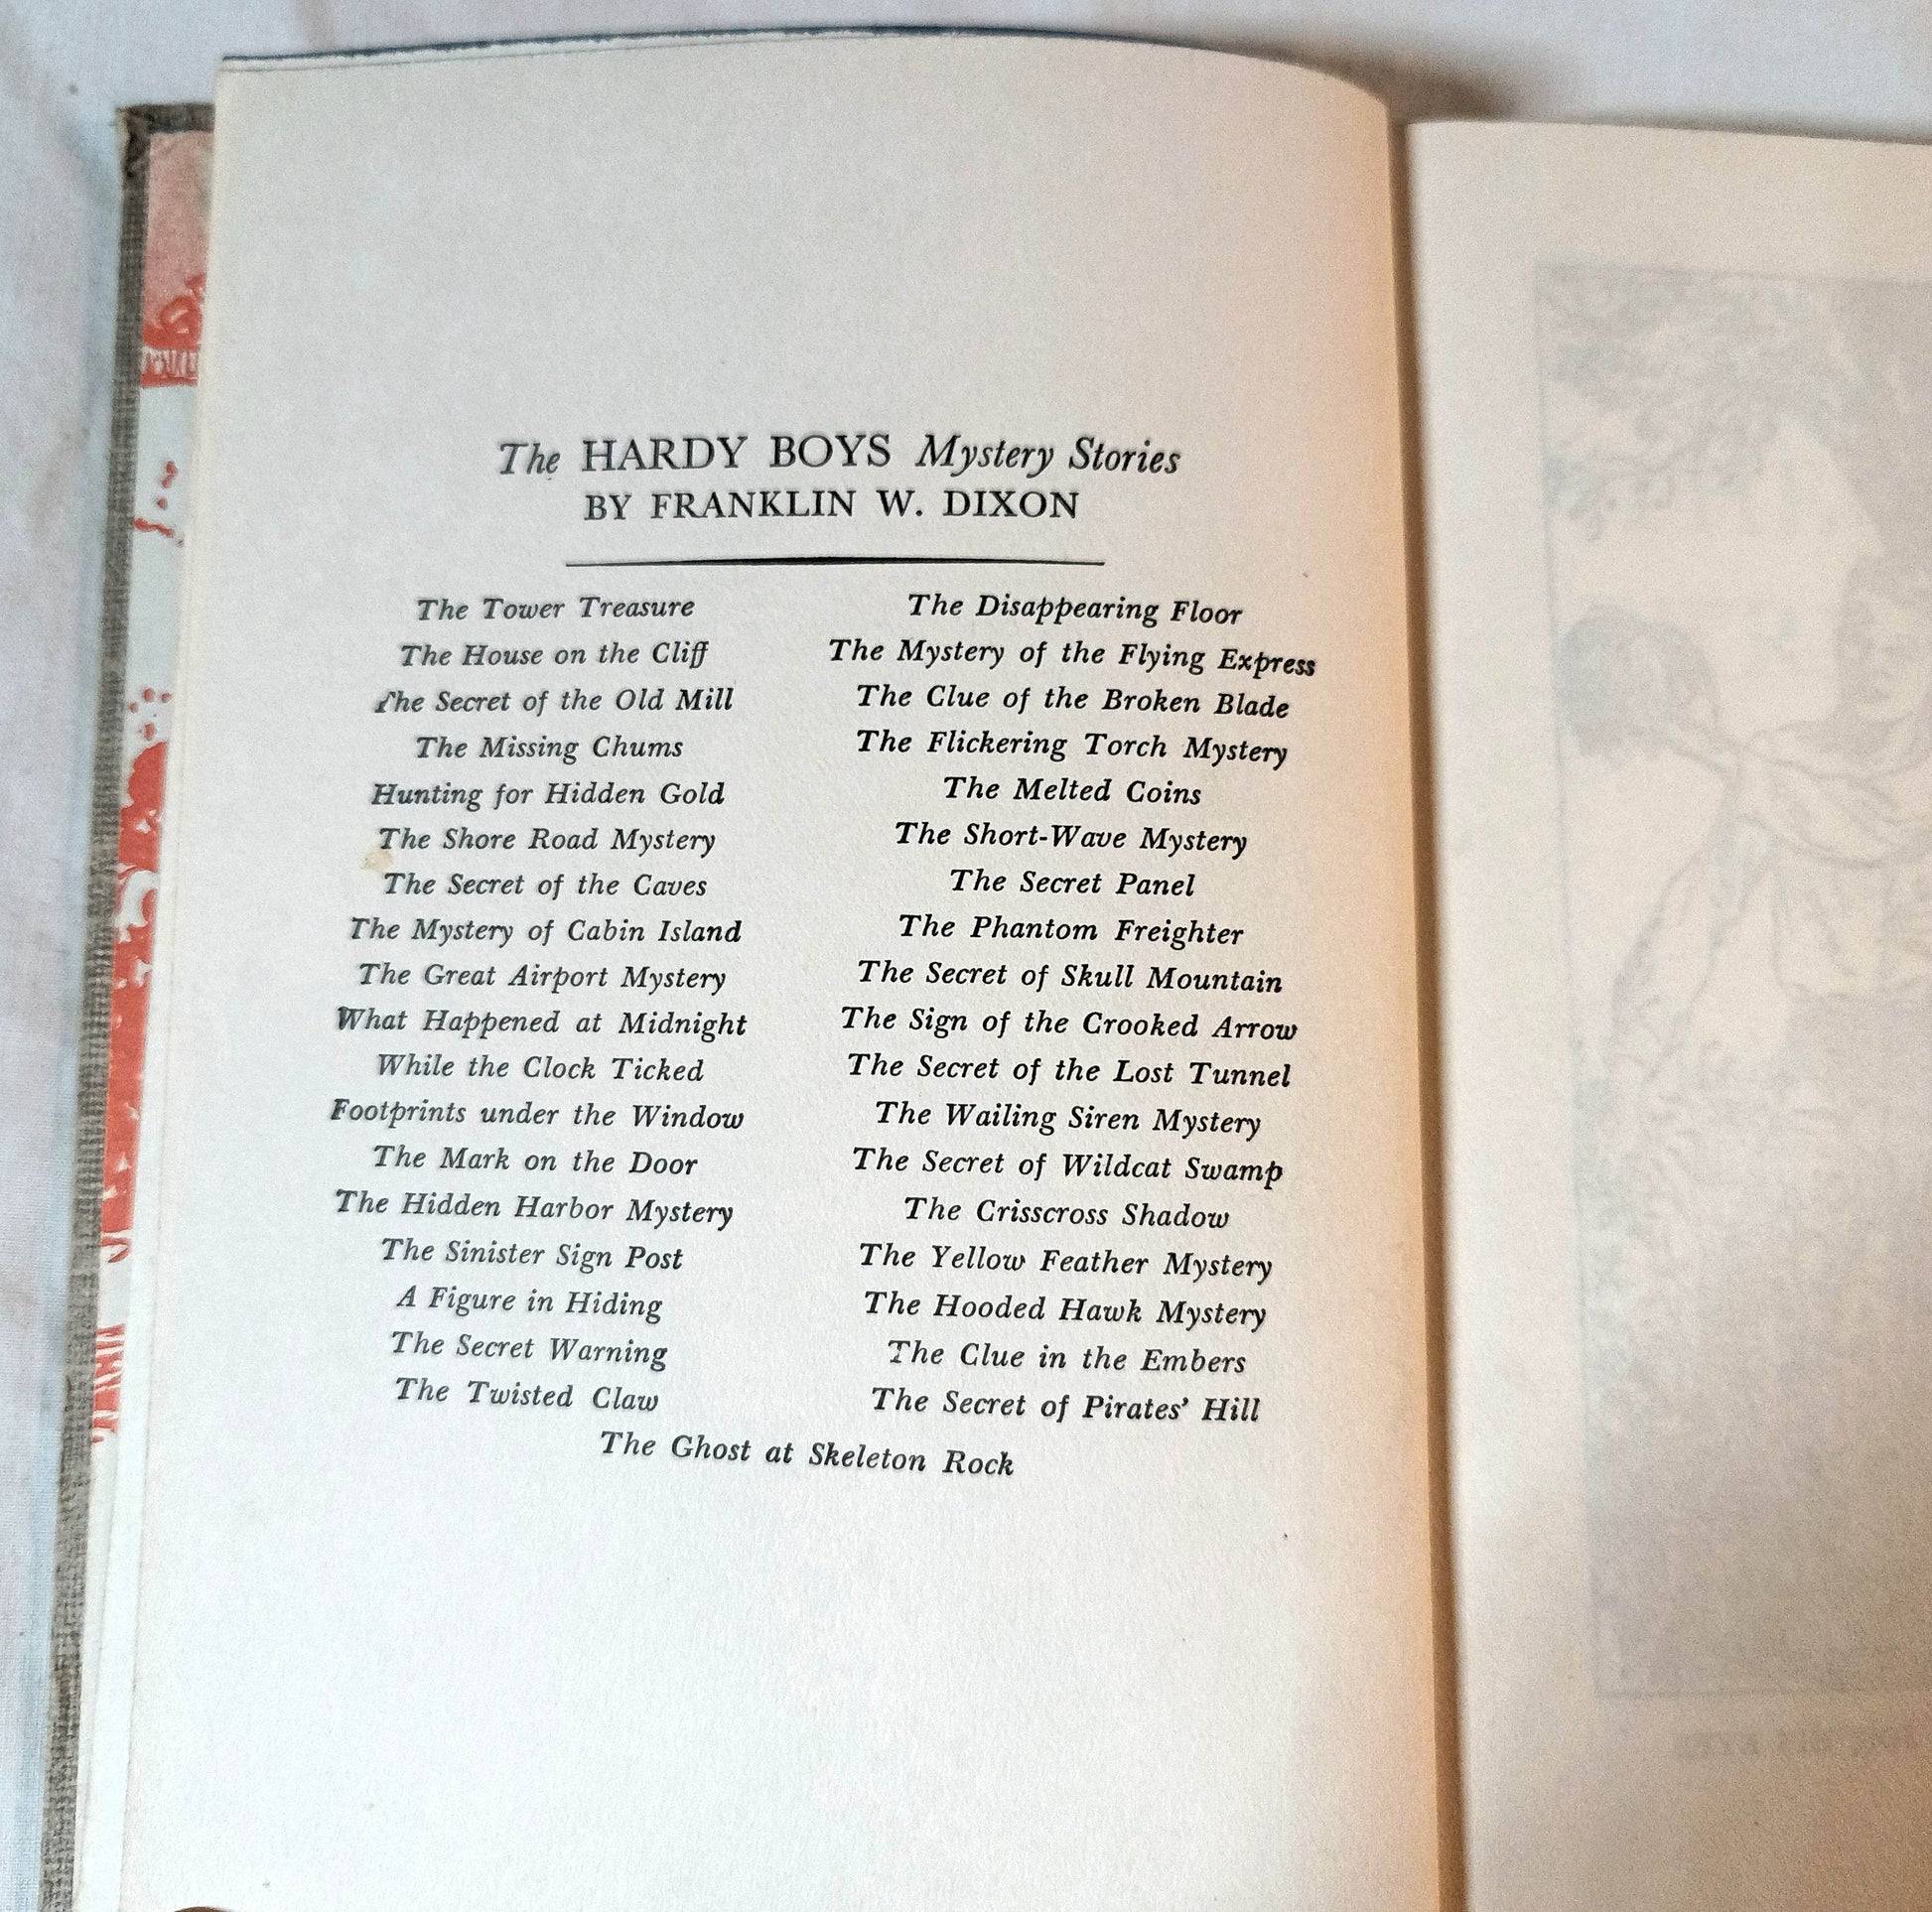 The HARDY BOYS Mystery Stories
BY FRANKLIN W. DIXON
The Tower Treasure
The House on the Cliff
The Secret of the Old Mill
The Missing Chums
Hunting for Hidden Gold
The Shore Road Mystery
The Secret of the Caves
The Mystery of Cabin Island
The Great Airport Mystery
What Happened at Midnight
While the Clock Ticked
Footprints under the Window
The Mark on the Door
The Hidden Harbor Mystery
The Sinister Sign Post
A Figure in Hiding
The Secret Warning
The Twisted Claw
The Disappearing Floor
The Mystery of the Flying Express
The Clue of the Broken Blade
The Flickering Torch Mystery
The Melted Coins
The Short-Wave Mystery
The Secret Panel
The Phantom Freighter
The Secret of Skull Mountain
The Sign of the Crooked Arrow
The Secret of the Lost Tunnel
The Wailing Siren Mystery
The Secret of Wildcat Swamp
The Crisscross Shadow
The Yellow Feather Mystery
The Hooded Hawk Mystery
The Clue in the Embers
The Secret of Pirates' Hill
The Ghost at Skeleton Rock